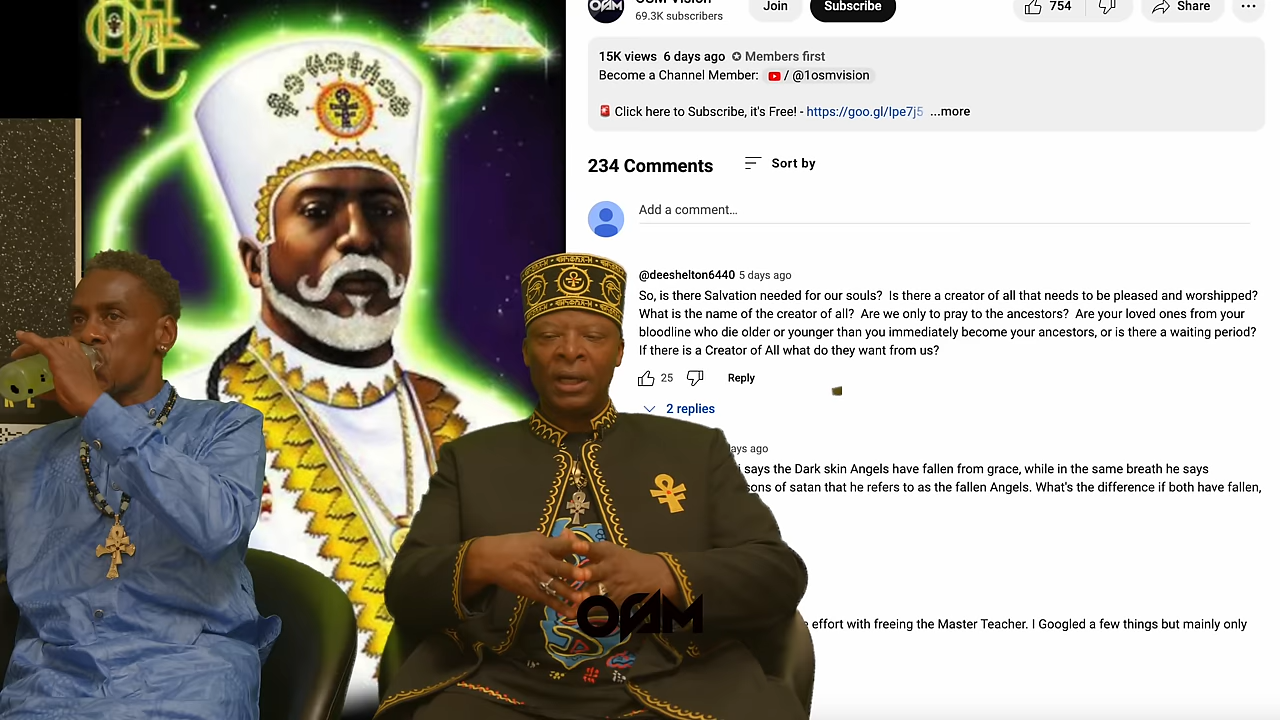 OSM Vision
69.3K subscribers
Join
Subscribe
754
Share
15K views 6 days ago Members first
Become a Channel Member: / @1osmvision
Click here to Subscribe, it's Free! - https://goo.gl/Ipe7j5 ...more
234 Comments
Sort by
Add a comment...
@deeshelton6440 5 days ago
So, is there Salvation needed for our souls? Is there a creator of all that needs to be pleased and worshipped?
What is the name of the creator of all? Are we only to pray to the ancestors? Are your loved ones from your
bloodline who die older or younger than you immediately become your ancestors, or is there a waiting period?
If there is a Creator of All what do they want from us?
25
Reply
2 replies
days ago
says the Dark skin Angels have fallen from grace, while in the same breath he says
sons of satan that he refers to as the fallen Angels. What's the difference if both have fallen,
effort with freeing the Master Teacher. I Googled a few things but mainly only
OSM